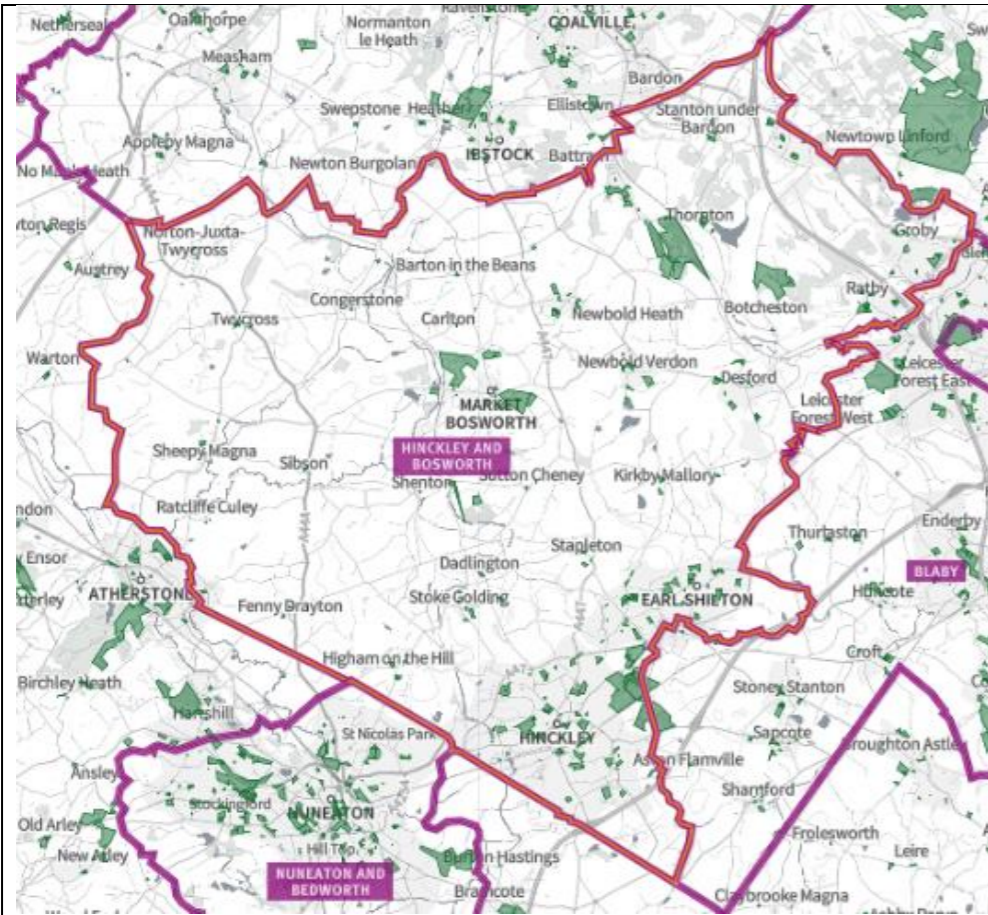 Netherseal
Oakthorpe
Normanton
le Heath
Ravenstone
COALVILLE
Measham
Bardon
Swepstone
Heather
Ellistown
Stanton under
Bardon
Appleby Magna
Newton Burgoland
IBSTOCK
Battram
Newtown Linford
Norton-Juxta-
Twycross
Thornton
Groby
Austrey
Barton in the Beans
Congerstone
Carlton
Twycross
Newbold Heath
Botcheston
Ratby
A447
Warton
Newbold Verdon
Desford
Leicester
Forest East
MARKET
BOSWORTH
Leicester
Forest West
HINCKLEY AND
BOSWORTH
Sheepy Magna
Sibson
Shenton
Sutton Cheney
Kirkby Mallory
Ratcliffe Culey
A444
Enderby
Thurlaston
Stapleton
Dadlington
BLABY
ATHERSTONE
Huncote
Fenny Drayton
Stoke Golding
EARL SHILTON
A447
Croft
Higham on the Hill
Birchley Heath
Stoney Stanton
Hartshill
St Nicolas Park
HINCKLEY
Sapcote
Broughton Astley
Ansley
Aston Flamville
Stockingford
Sharnford
NUNEATON
Old Arley
Hill Top
Frolesworth
New Arley
Leire
Burton Hastings
NUNEATON AND
BEDWORTH
Bramcote
Claybrooke Magna